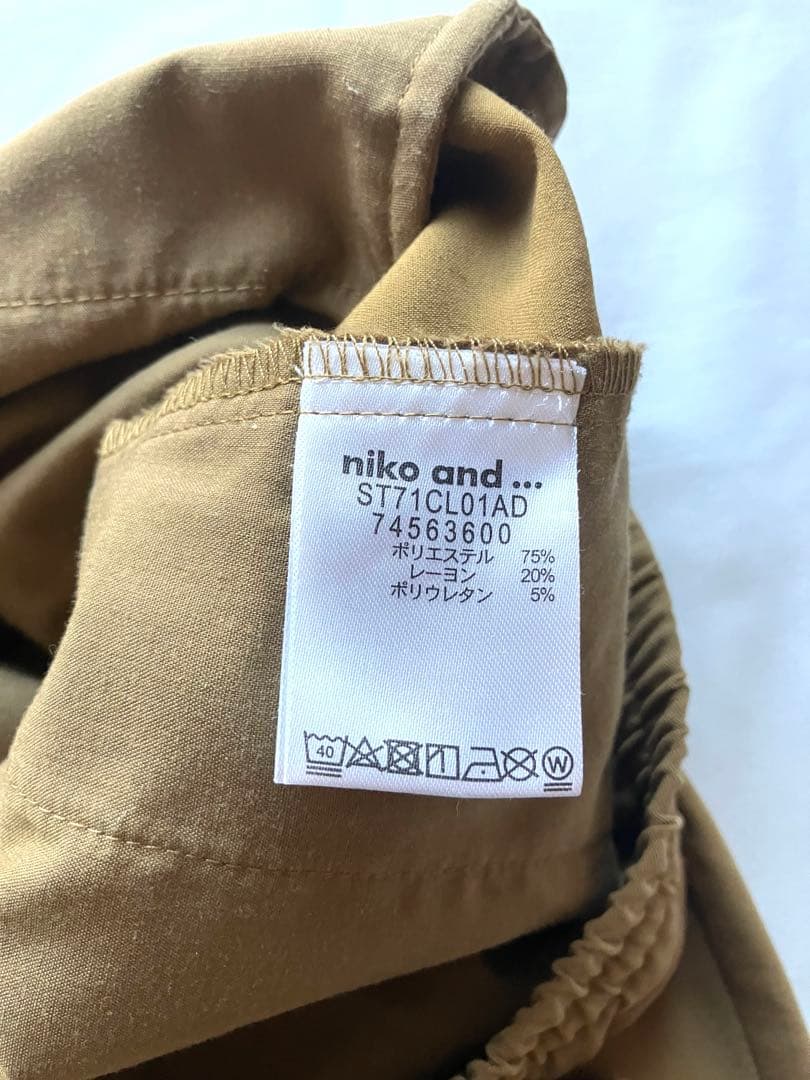 niko and ...
ST71CL01AD
74563600
ポリエステル 75%
レーヨン 20%
ポリウレタン 5%
40 W